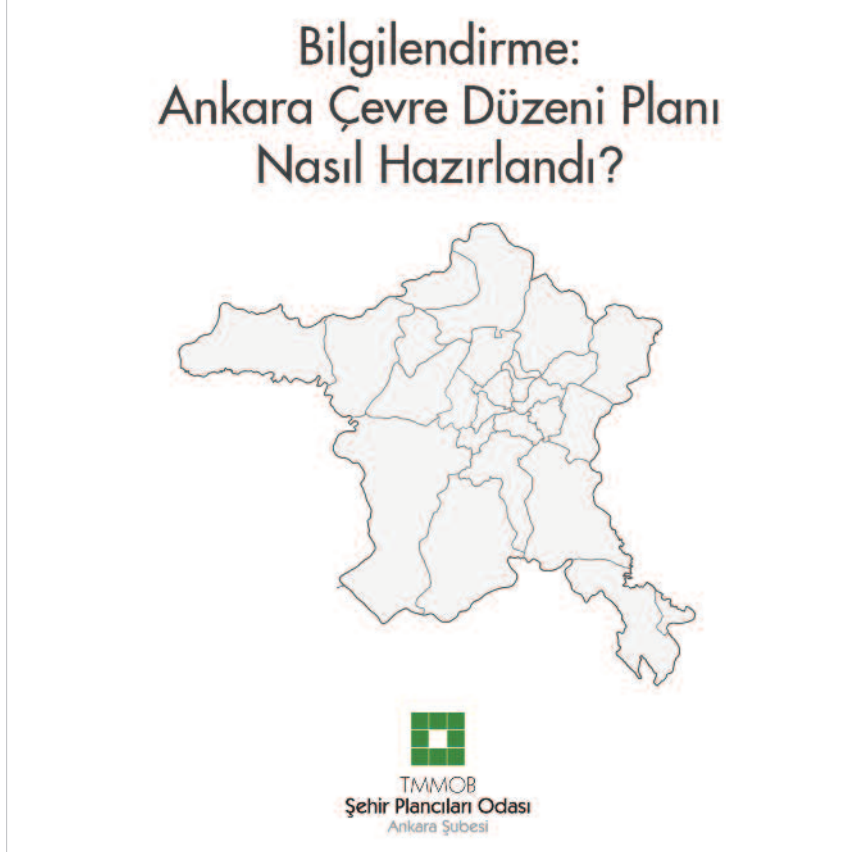 Bilgilendirme:
Ankara Çevre Düzeni Planı
Nasıl Hazırlandı?
TMMOB
Şehir Plancıları Odası
Ankara Şubesi